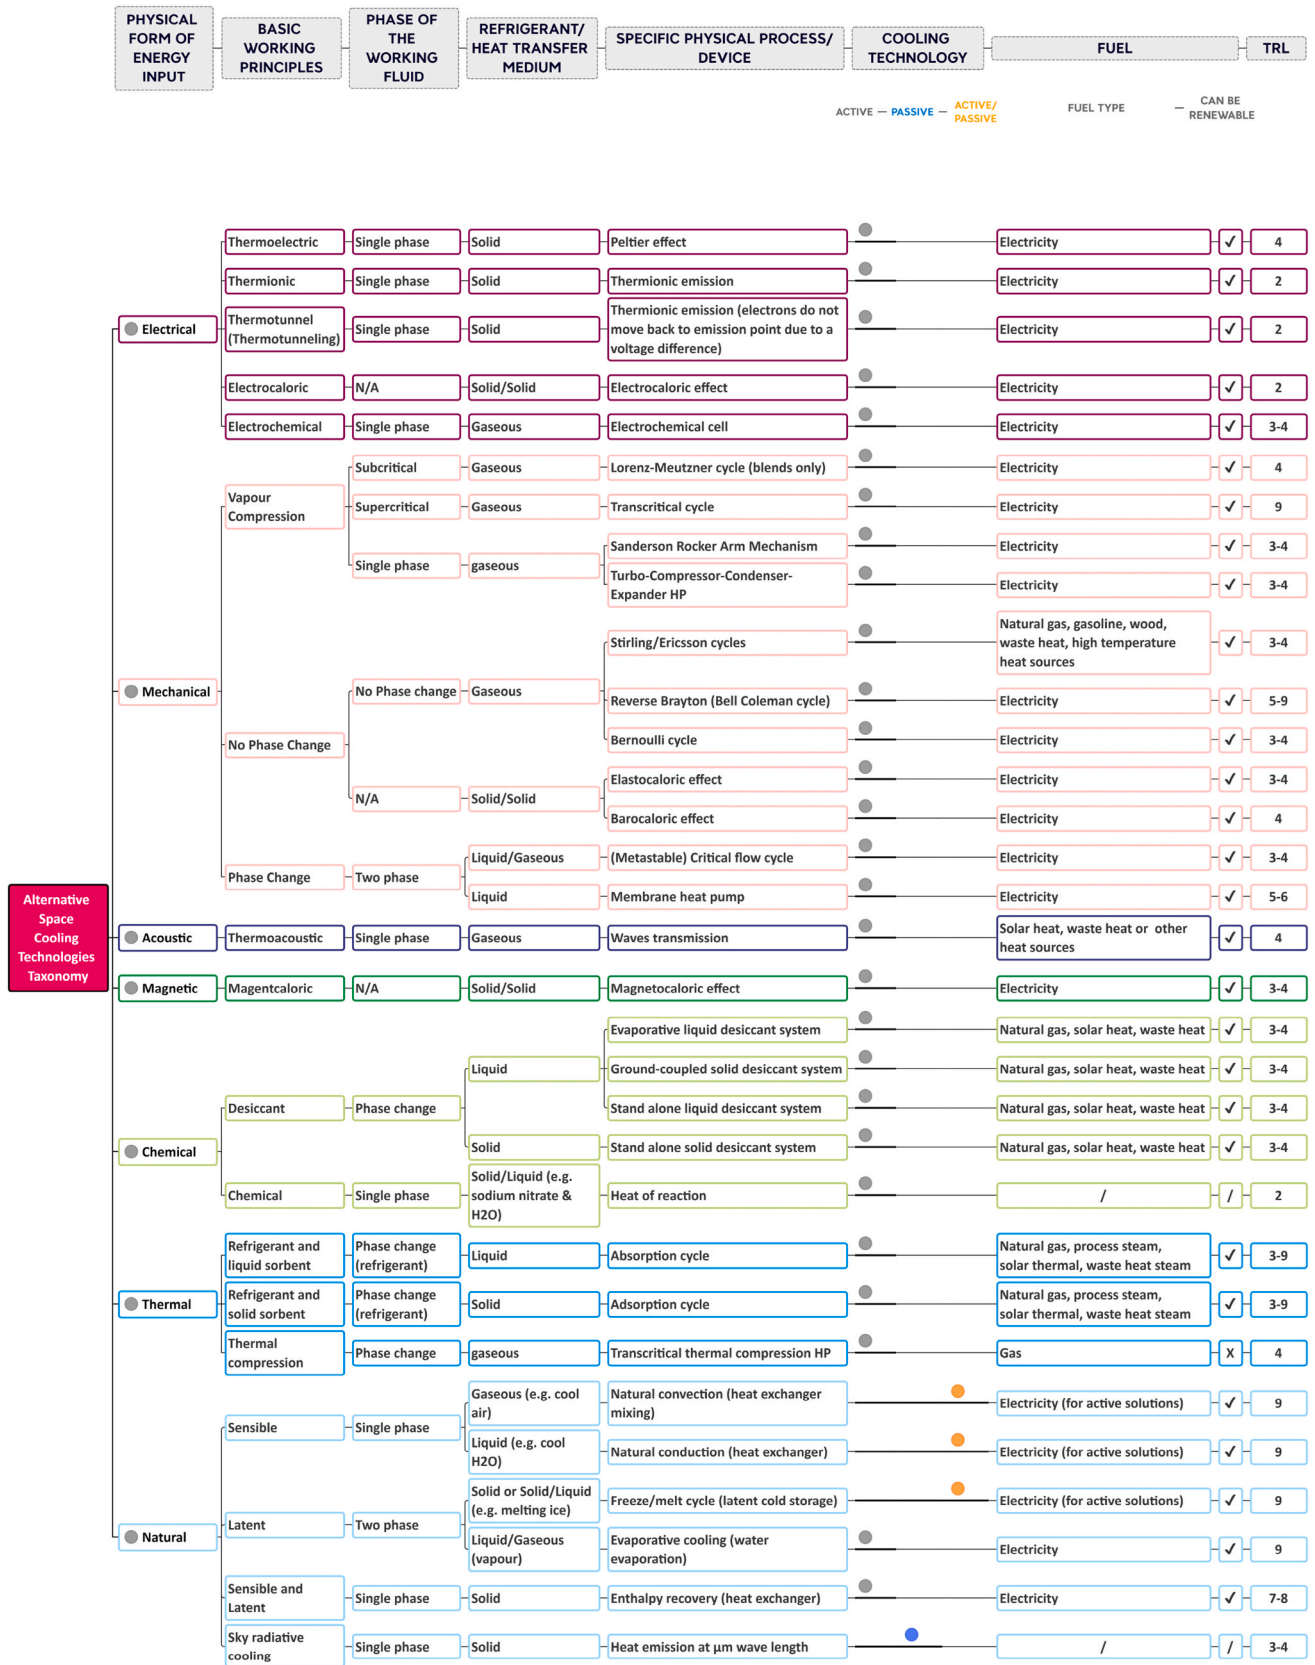 PHYSICAL
FORM OF
ENERGY
INPUT
BASIC
WORKING
PRINCIPLES
PHASE OF
THE
WORKING
FLUID
REFRIGERANT/
HEAT TRANSFER
MEDIUM
SPECIFIC PHYSICAL PROCESS/
DEVICE
COOLING
TECHNOLOGY
FUEL
TRL
ACTIVE — PASSIVE — ACTIVE/
PASSIVE
FUEL TYPE
— CAN BE
RENEWABLE
Alternative
Space
Cooling
Technologies
Taxonomy
Electrical
Thermoelectric
Single phase
Solid
Peltier effect
Electricity
✓
4
Thermionic
Single phase
Solid
Thermionic emission
Electricity
✓
2
Thermotunnel
(Thermotunneling)
Single phase
Solid
Thermionic emission (electrons do not
move back to emission point due to a
voltage difference)
Electricity
✓
2
Electrocaloric
N/A
Solid/Solid
Electrocaloric effect
Electricity
✓
2
Electrochemical
Single phase
Gaseous
Electrochemical cell
Electricity
✓
3-4
Mechanical
Vapour
Compression
Subcritical
Gaseous
Lorenz-Meutzner cycle (blends only)
Electricity
✓
4
Supercritical
Gaseous
Transcritical cycle
Electricity
✓
9
Single phase
gaseous
Sanderson Rocker Arm Mechanism
Electricity
✓
3-4
Turbo-Compressor-Condenser-
Expander HP
Electricity
✓
3-4
No Phase Change
No Phase change
Gaseous
Stirling/Ericsson cycles
Natural gas, gasoline, wood,
waste heat, high temperature
heat sources
✓
3-4
Reverse Brayton (Bell Coleman cycle)
Electricity
✓
5-9
Bernoulli cycle
Electricity
✓
3-4
N/A
Solid/Solid
Elastocaloric effect
Electricity
✓
3-4
Barocaloric effect
Electricity
✓
4
Phase Change
Two phase
Liquid/Gaseous
(Metastable) Critical flow cycle
Electricity
✓
3-4
Liquid
Membrane heat pump
Electricity
✓
5-6
Acoustic
Thermoacoustic
Single phase
Gaseous
Waves transmission
Solar heat, waste heat or other
heat sources
✓
4
Magnetic
Magentcaloric
N/A
Solid/Solid
Magnetocaloric effect
Electricity
✓
3-4
Chemical
Desiccant
Phase change
Liquid
Evaporative liquid desiccant system
Natural gas, solar heat, waste heat
✓
3-4
Ground-coupled solid desiccant system
Natural gas, solar heat, waste heat
✓
3-4
Stand alone liquid desiccant system
Natural gas, solar heat, waste heat
✓
3-4
Solid
Stand alone solid desiccant system
Natural gas, solar heat, waste heat
✓
3-4
Chemical
Single phase
Solid/Liquid (e.g.
sodium nitrate &
H2O)
Heat of reaction
/
/
2
Thermal
Refrigerant and
liquid sorbent
Phase change
(refrigerant)
Liquid
Absorption cycle
Natural gas, process steam,
solar thermal, waste heat steam
✓
3-9
Refrigerant and
solid sorbent
Phase change
(refrigerant)
Solid
Adsorption cycle
Natural gas, process steam,
solar thermal, waste heat steam
✓
3-9
Thermal
compression
Phase change
gaseous
Transcritical thermal compression HP
Gas
X
4
Natural
Sensible
Single phase
Gaseous (e.g. cool
air)
Natural convection (heat exchanger
mixing)
Electricity (for active solutions)
✓
9
Liquid (e.g. cool
H2O)
Natural conduction (heat exchanger)
Electricity (for active solutions)
✓
9
Latent
Two phase
Solid or Solid/Liquid
(e.g. melting ice)
Freeze/melt cycle (latent cold storage)
Electricity (for active solutions)
✓
9
Liquid/Gaseous
(vapour)
Evaporative cooling (water
evaporation)
Electricity
✓
9
Sensible and
Latent
Single phase
Solid
Enthalpy recovery (heat exchanger)
Electricity
✓
7-8
Sky radiative
cooling
Single phase
Solid
Heat emission at µm wave length
/
/
3-4